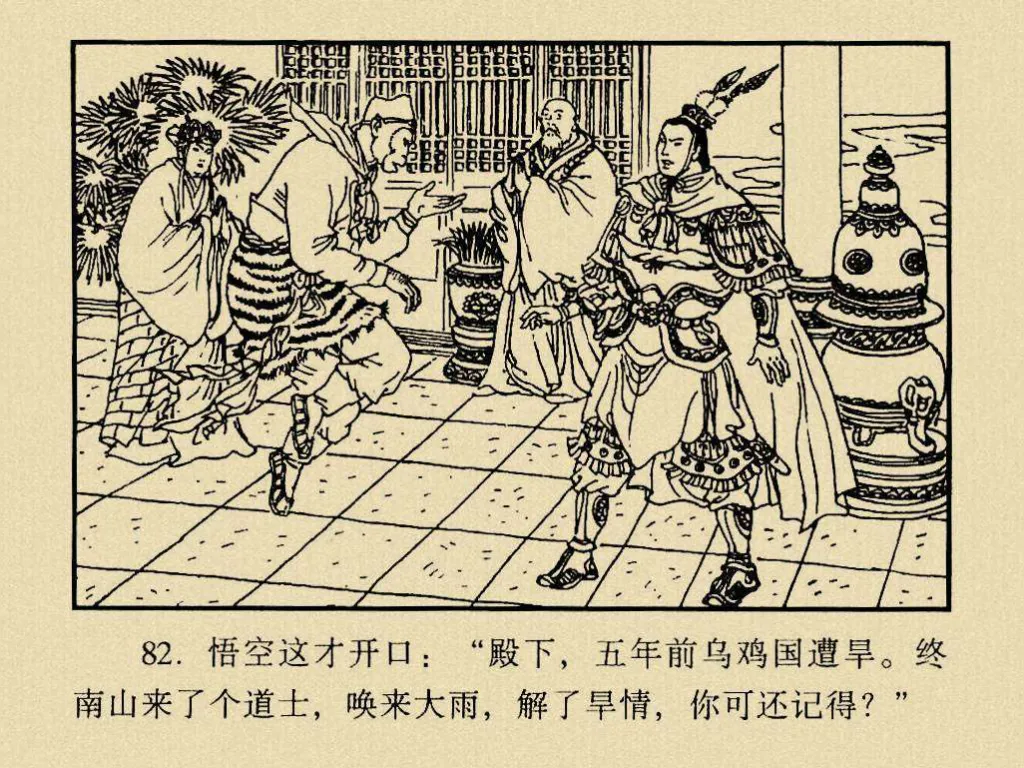 82. 悟空这才开口：“殿下，五年前乌鸡国遭旱。终
南山来了个道士，唤来大雨，解了旱情，你可还记得？”